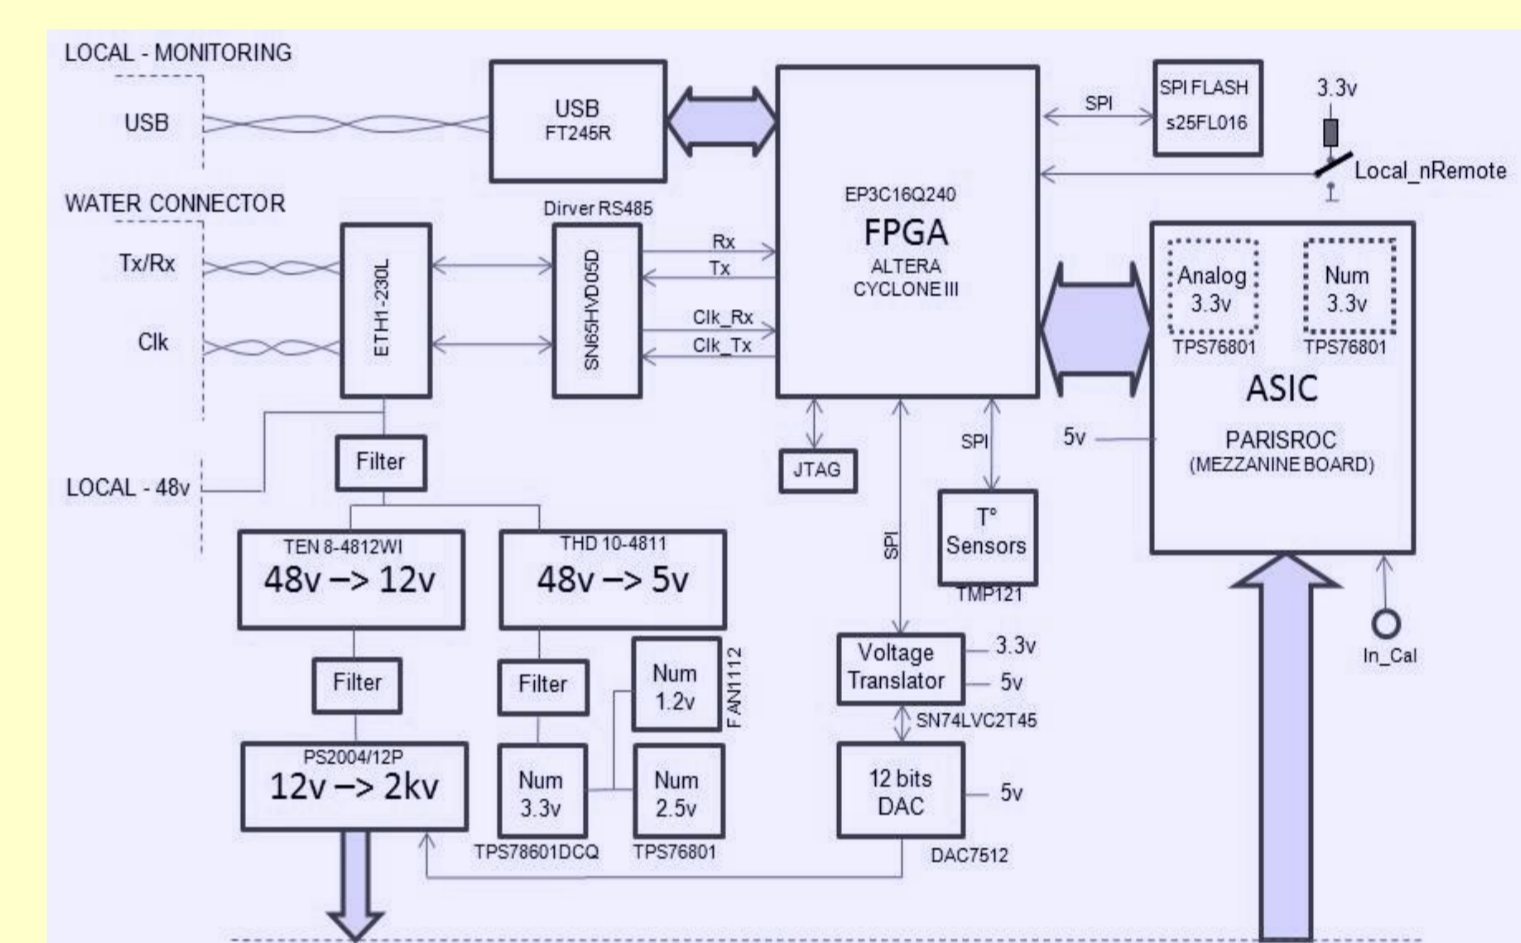 LOCAL - MONITORING
USB
USB
FT245R
SPI
SPI FLASH
s25FL016
3.3v
Local_nRemote
WATER CONNECTOR
Tx/Rx
Clk
ETH1-230L
Dirver RS485
SN65HVD05D
Rx
Tx
Clk_Rx
Clk_Tx
EP3C16Q240
FPGA
ALTERA
CYCLONE III
Analog
3.3v
TPS76801
Num
3.3v
TPS76801
ASIC
PARISROC
(MEZZANINE BOARD)
5v
In_Cal
LOCAL - 48v
Filter
JTAG
SPI
SPI
T°
Sensors
TMP121
TEN 8-4812WI
48v –> 12v
THD 10-4811
48v –> 5v
Filter
Filter
Num
1.2v
FAN1112
Voltage
Translator
3.3v
5v
SN74LVC2T45
PS2004/12P
12v –> 2kv
Num
3.3v
TPS78601DCQ
Num
2.5v
TPS76801
12 bits
DAC
5v
DAC7512